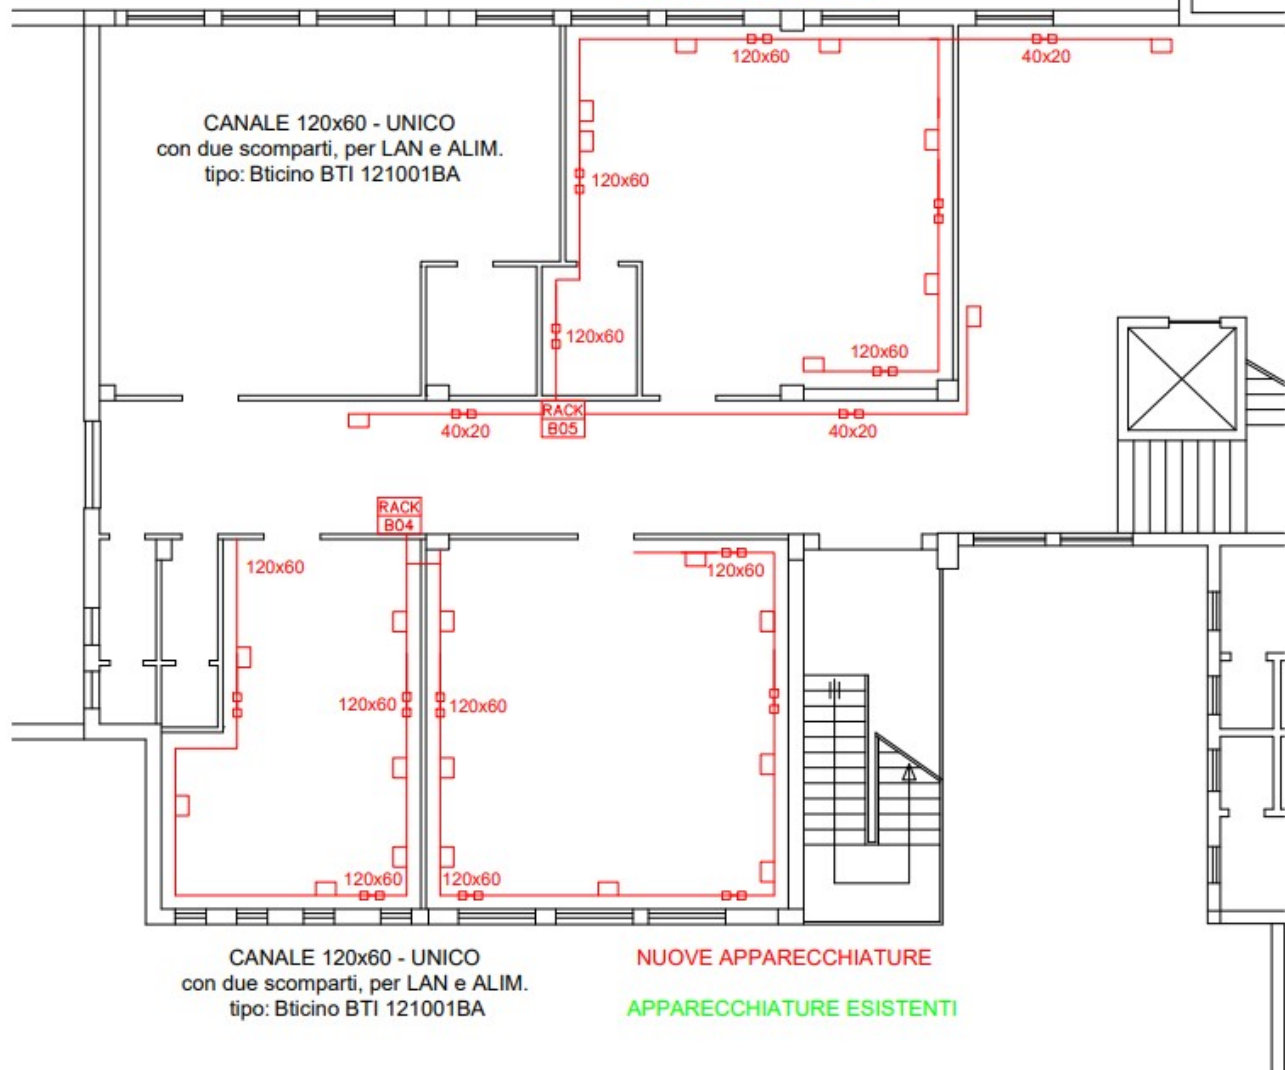 120x60
40x20
CANALE 120x60 - UNICO
con due scomparti, per LAN e ALIM.
tipo: Bticino BTI 121001BA
120x60
120x60
120x60
RACK
B05
40x20
40x20
RACK
B04
120x60
120x60
120x60
120x60
120x60
120x60
CANALE 120x60 - UNICO
con due scomparti, per LAN e ALIM.
tipo: Bticino BTI 121001BA
NUOVE APPARECCHIATURE
APPARECCHIATURE ESISTENTI